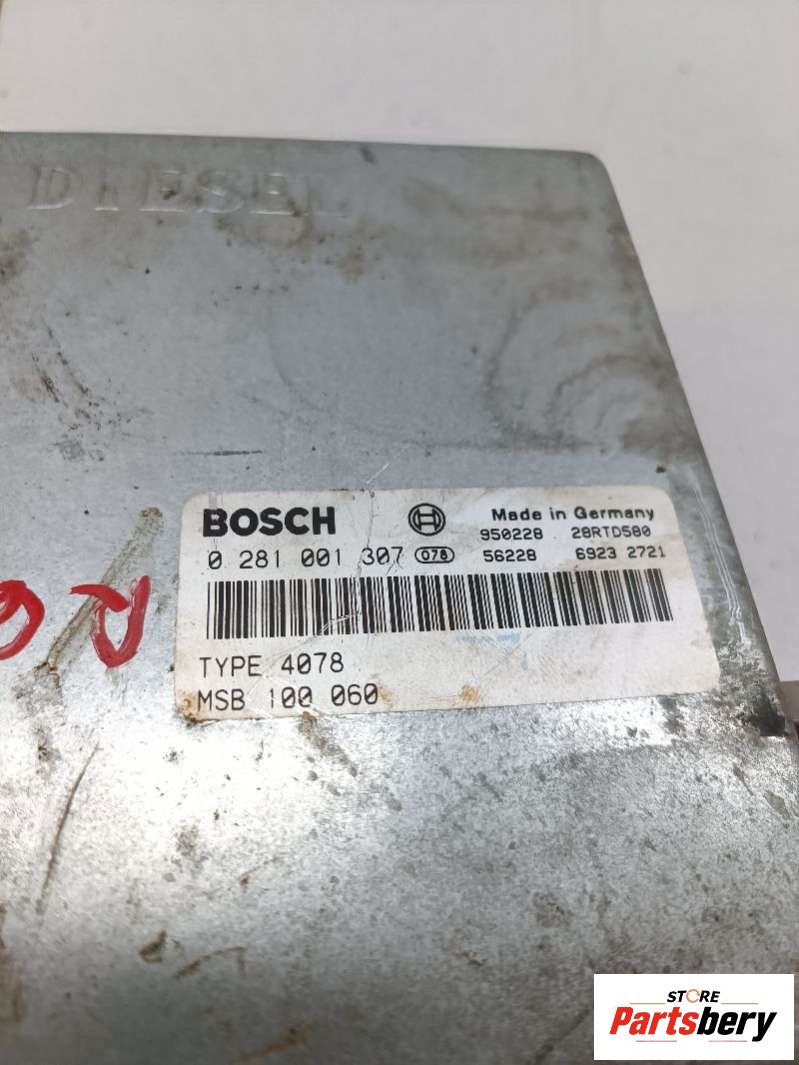 DIESEL
BOSCH Made in Germany
950228 28RTD580
0 281 001 307 078 56228 6923 2721
TYPE 4078
MSB 100 060
STORE
Partsbery